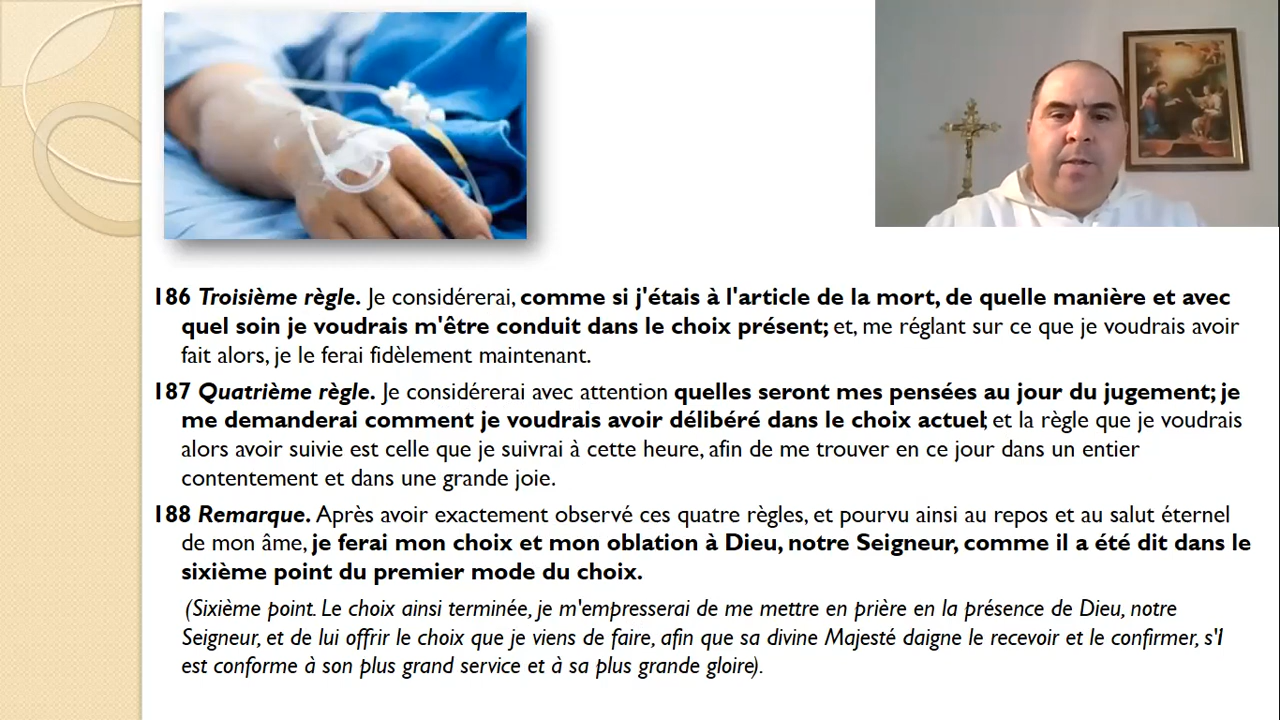 186 Troisième règle. Je considérerai, comme si j'étais à l'article de la mort, de quelle manière et avec
quel soin je voudrais m'être conduit dans le choix présent; et, me réglant sur ce que je voudrais avoir
fait alors, je le ferai fidèlement maintenant.
187 Quatrième règle. Je considérerai avec attention quelles seront mes pensées au jour du jugement; je
me demanderai comment je voudrais avoir délibéré dans le choix actuel; et la règle que je voudrais
alors avoir suivie est celle que je suivrai à cette heure, afin de me trouver en ce jour dans un entier
contentement et dans une grande joie.
188 Remarque. Après avoir exactement observé ces quatre règles, et pourvu ainsi au repos et au salut éternel
de mon âme, je ferai mon choix et mon oblation à Dieu, notre Seigneur, comme il a été dit dans le
sixième point du premier mode du choix.
(Sixième point. Le choix ainsi terminée, je m'empresserai de me mettre en prière en la présence de Dieu, notre
Seigneur, et de lui offrir le choix que je viens de faire, afin que sa divine Majesté daigne le recevoir et le confirmer, s'l
est conforme à son plus grand service et à sa plus grande gloire).